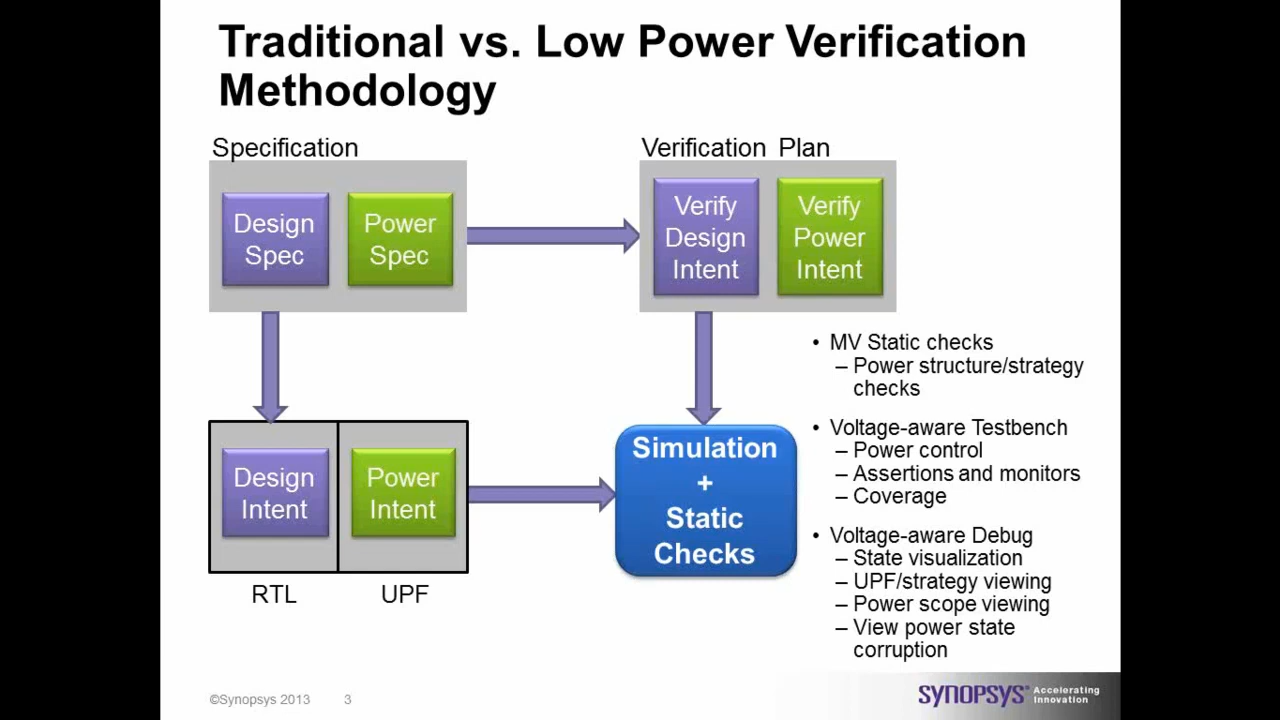 Traditional vs. Low Power Verification
Methodology
Specification
Verification Plan
Design
Spec
Power
Spec
Verify
Design
Intent
Verify
Power
Intent
Design
Intent
Power
Intent
RTL
UPF
Simulation
+
Static
Checks
• MV Static checks
– Power structure/strategy
checks
• Voltage-aware Testbench
– Power control
– Assertions and monitors
– Coverage
• Voltage-aware Debug
– State visualization
– UPF/strategy viewing
– Power scope viewing
– View power state
corruption
©Synopsys 2013 3
SYNOPSYS®
Accelerating
Innovation